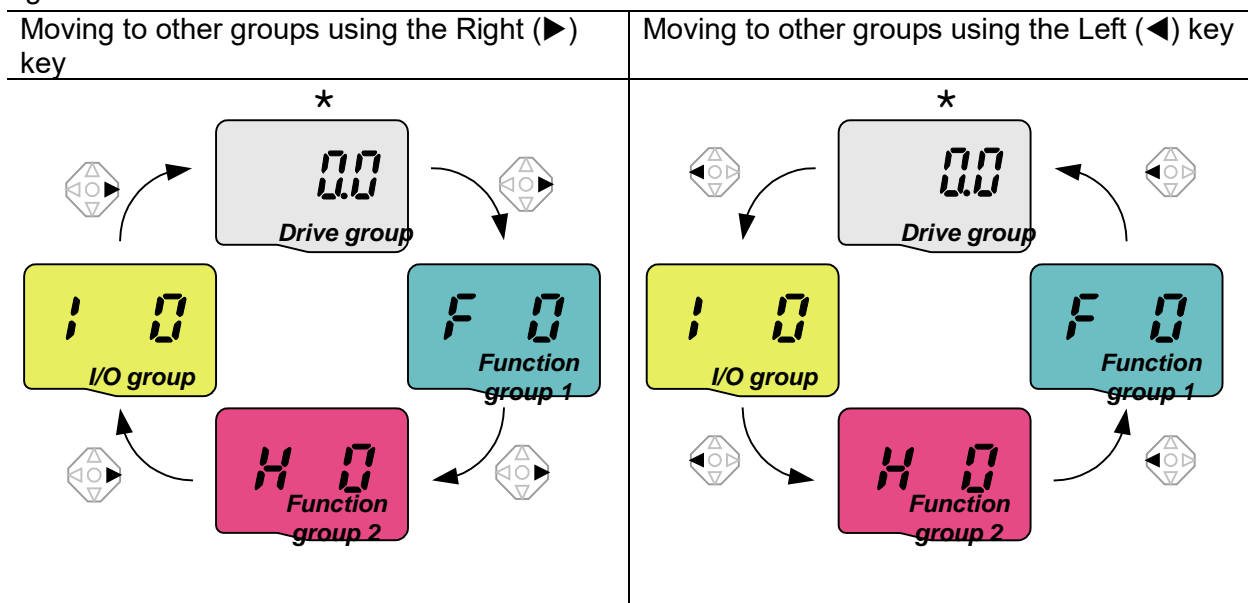 Moving to other groups using the Right (▶)
key
Moving to other groups using the Left (◀) key
*
0.0
Drive group
I 0
I/O group
F 0
Function
group 1
H 0
Function
group 2
*
0.0
Drive group
I 0
I/O group
F 0
Function
group 1
H 0
Function
group 2